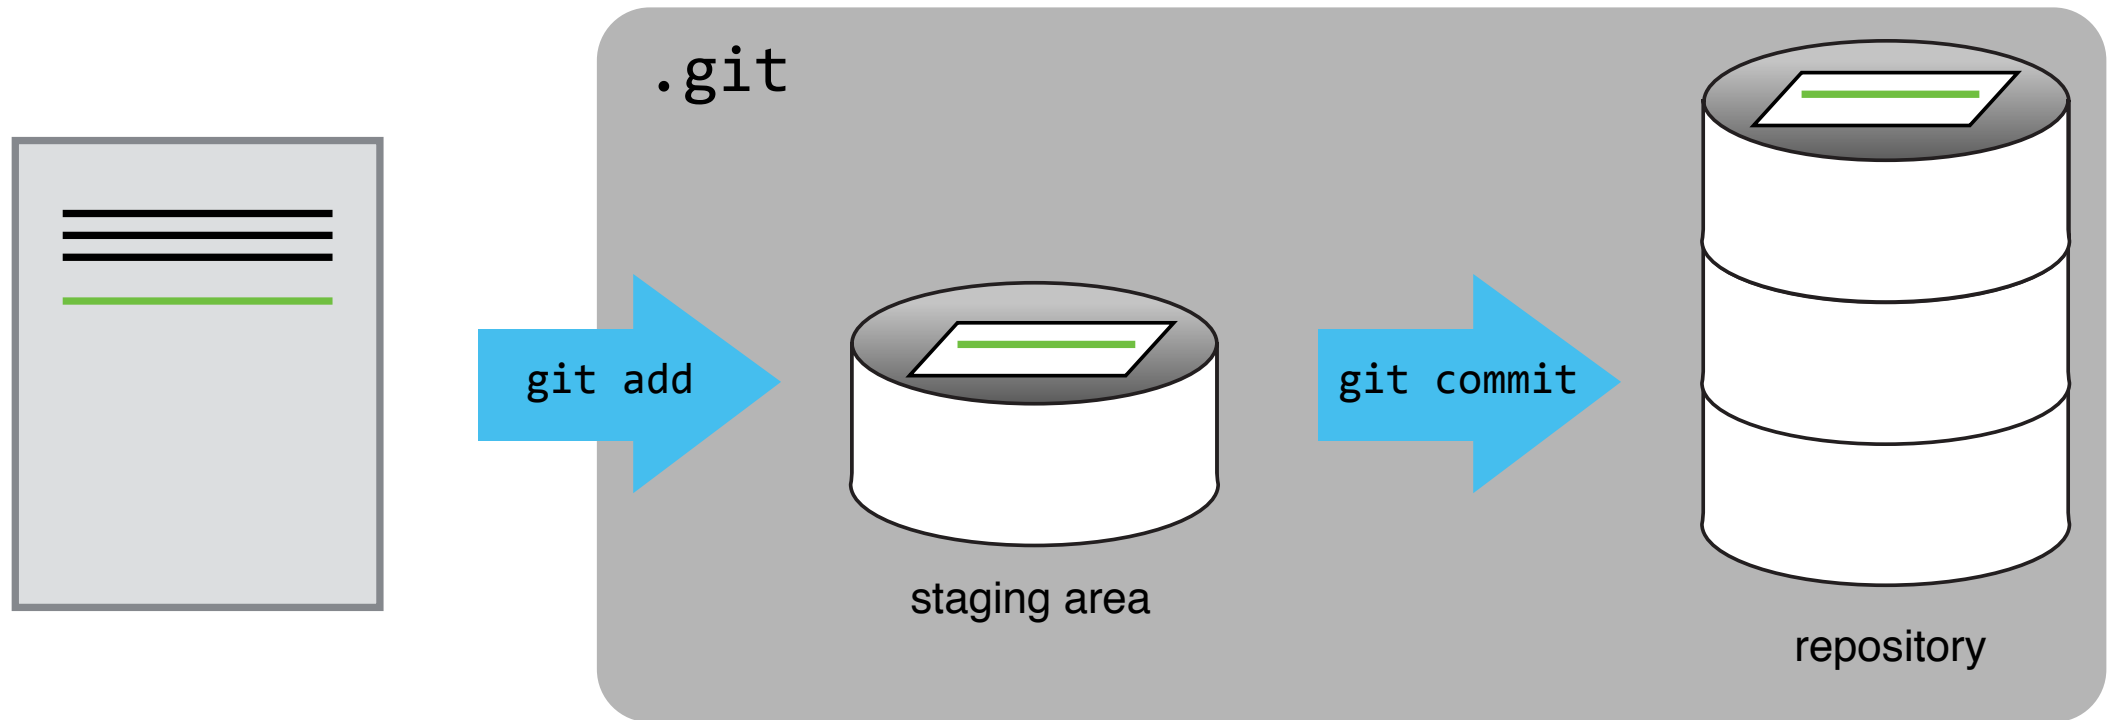 .git
git add
git commit
staging area
repository